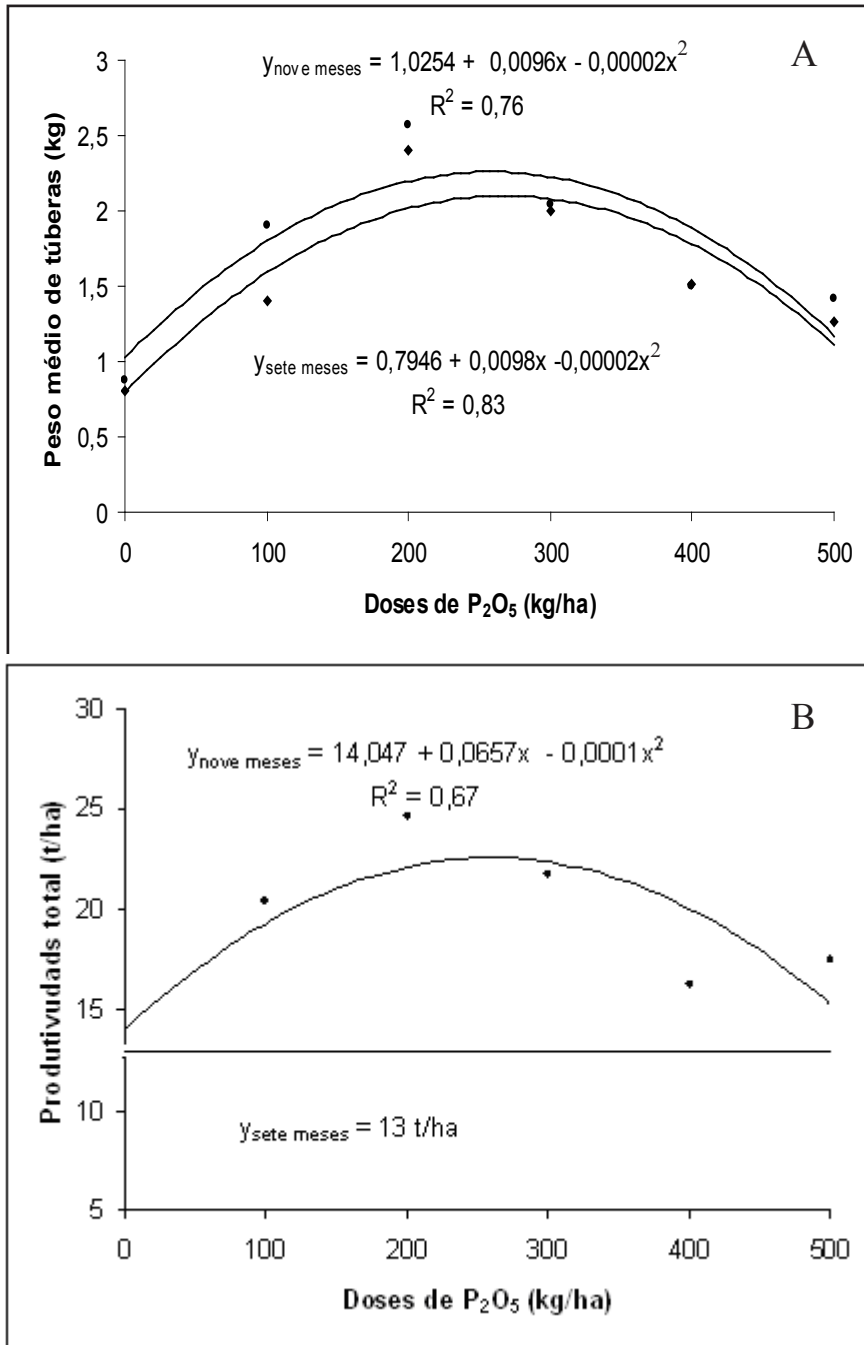 A
y nove meses = 1,0254 + 0,0096x - 0,00002x²
R² = 0,76
3
2,5
2
1,5
1
0,5
0
Peso médio de túberas (kg)
y sete meses = 0,7946 + 0,0098x -0,00002x²
R² = 0,83
0 100 200 300 400 500
Doses de P₂O₅ (kg/ha)
B
y nove meses = 14,047 + 0,0657x - 0,0001x²
R² = 0,67
30
25
20
15
10
5
Produtivudads total (t/ha)
y sete meses = 13 t/ha
0 100 200 300 400 500
Doses de P₂O₅ (kg/ha)